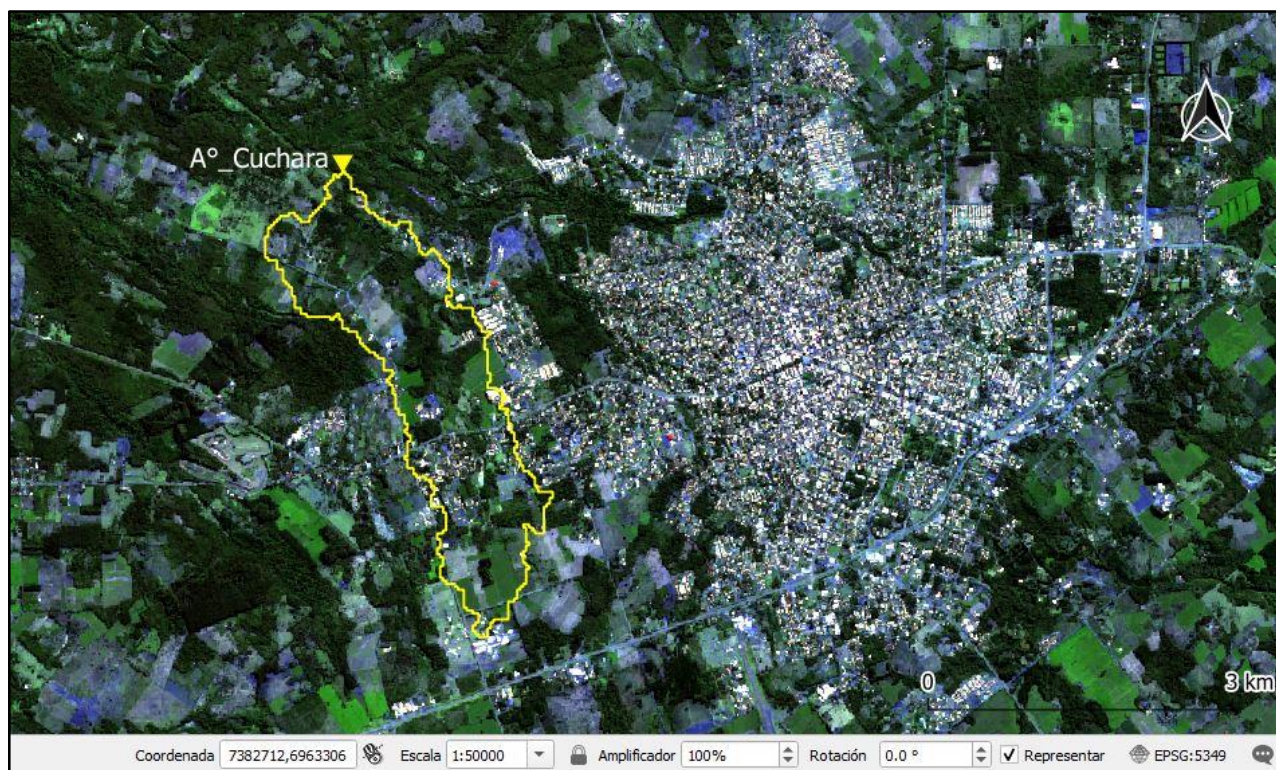 A°_Cuchara
0 3 km
Coordenada 7382712,6963306 Escala 1:50000 Amplificador 100% Rotación 0.0 ° Representar EPSG:5349